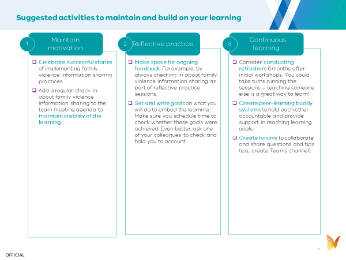 Suggested activities to maintain and build on your learning
1
Maintain
motivation
Celebrate successful stories
of implementing family
violence information sharing
practices.
Add a regular check-in
about family violence
information sharing to the
team meeting agenda to
maintain visibility of the
learning
2
Reflective practice
Make space for ongoing
feedback. For example, by
always checking in about family
violence information sharing as
part of reflective practice
sessions.
Set and write goals on what you
will do to embed the learning.
Make sure you schedule time to
check whether these goals were
achieved. Even better, ask one
of your colleagues to check and
hold you to account!
3
Continuous
learning
Consider conducting
refreshers 6 months after
initial workshops. You could
take turns running the
sessions – teaching someone
else is a great way to learn!
Create peer-learning buddy
systems to hold each other
accountable and provide
support in reaching learning
goals.
Create forums to collaborate
and share questions and tips
(e.g., create Teams channel).
OFFICIAL